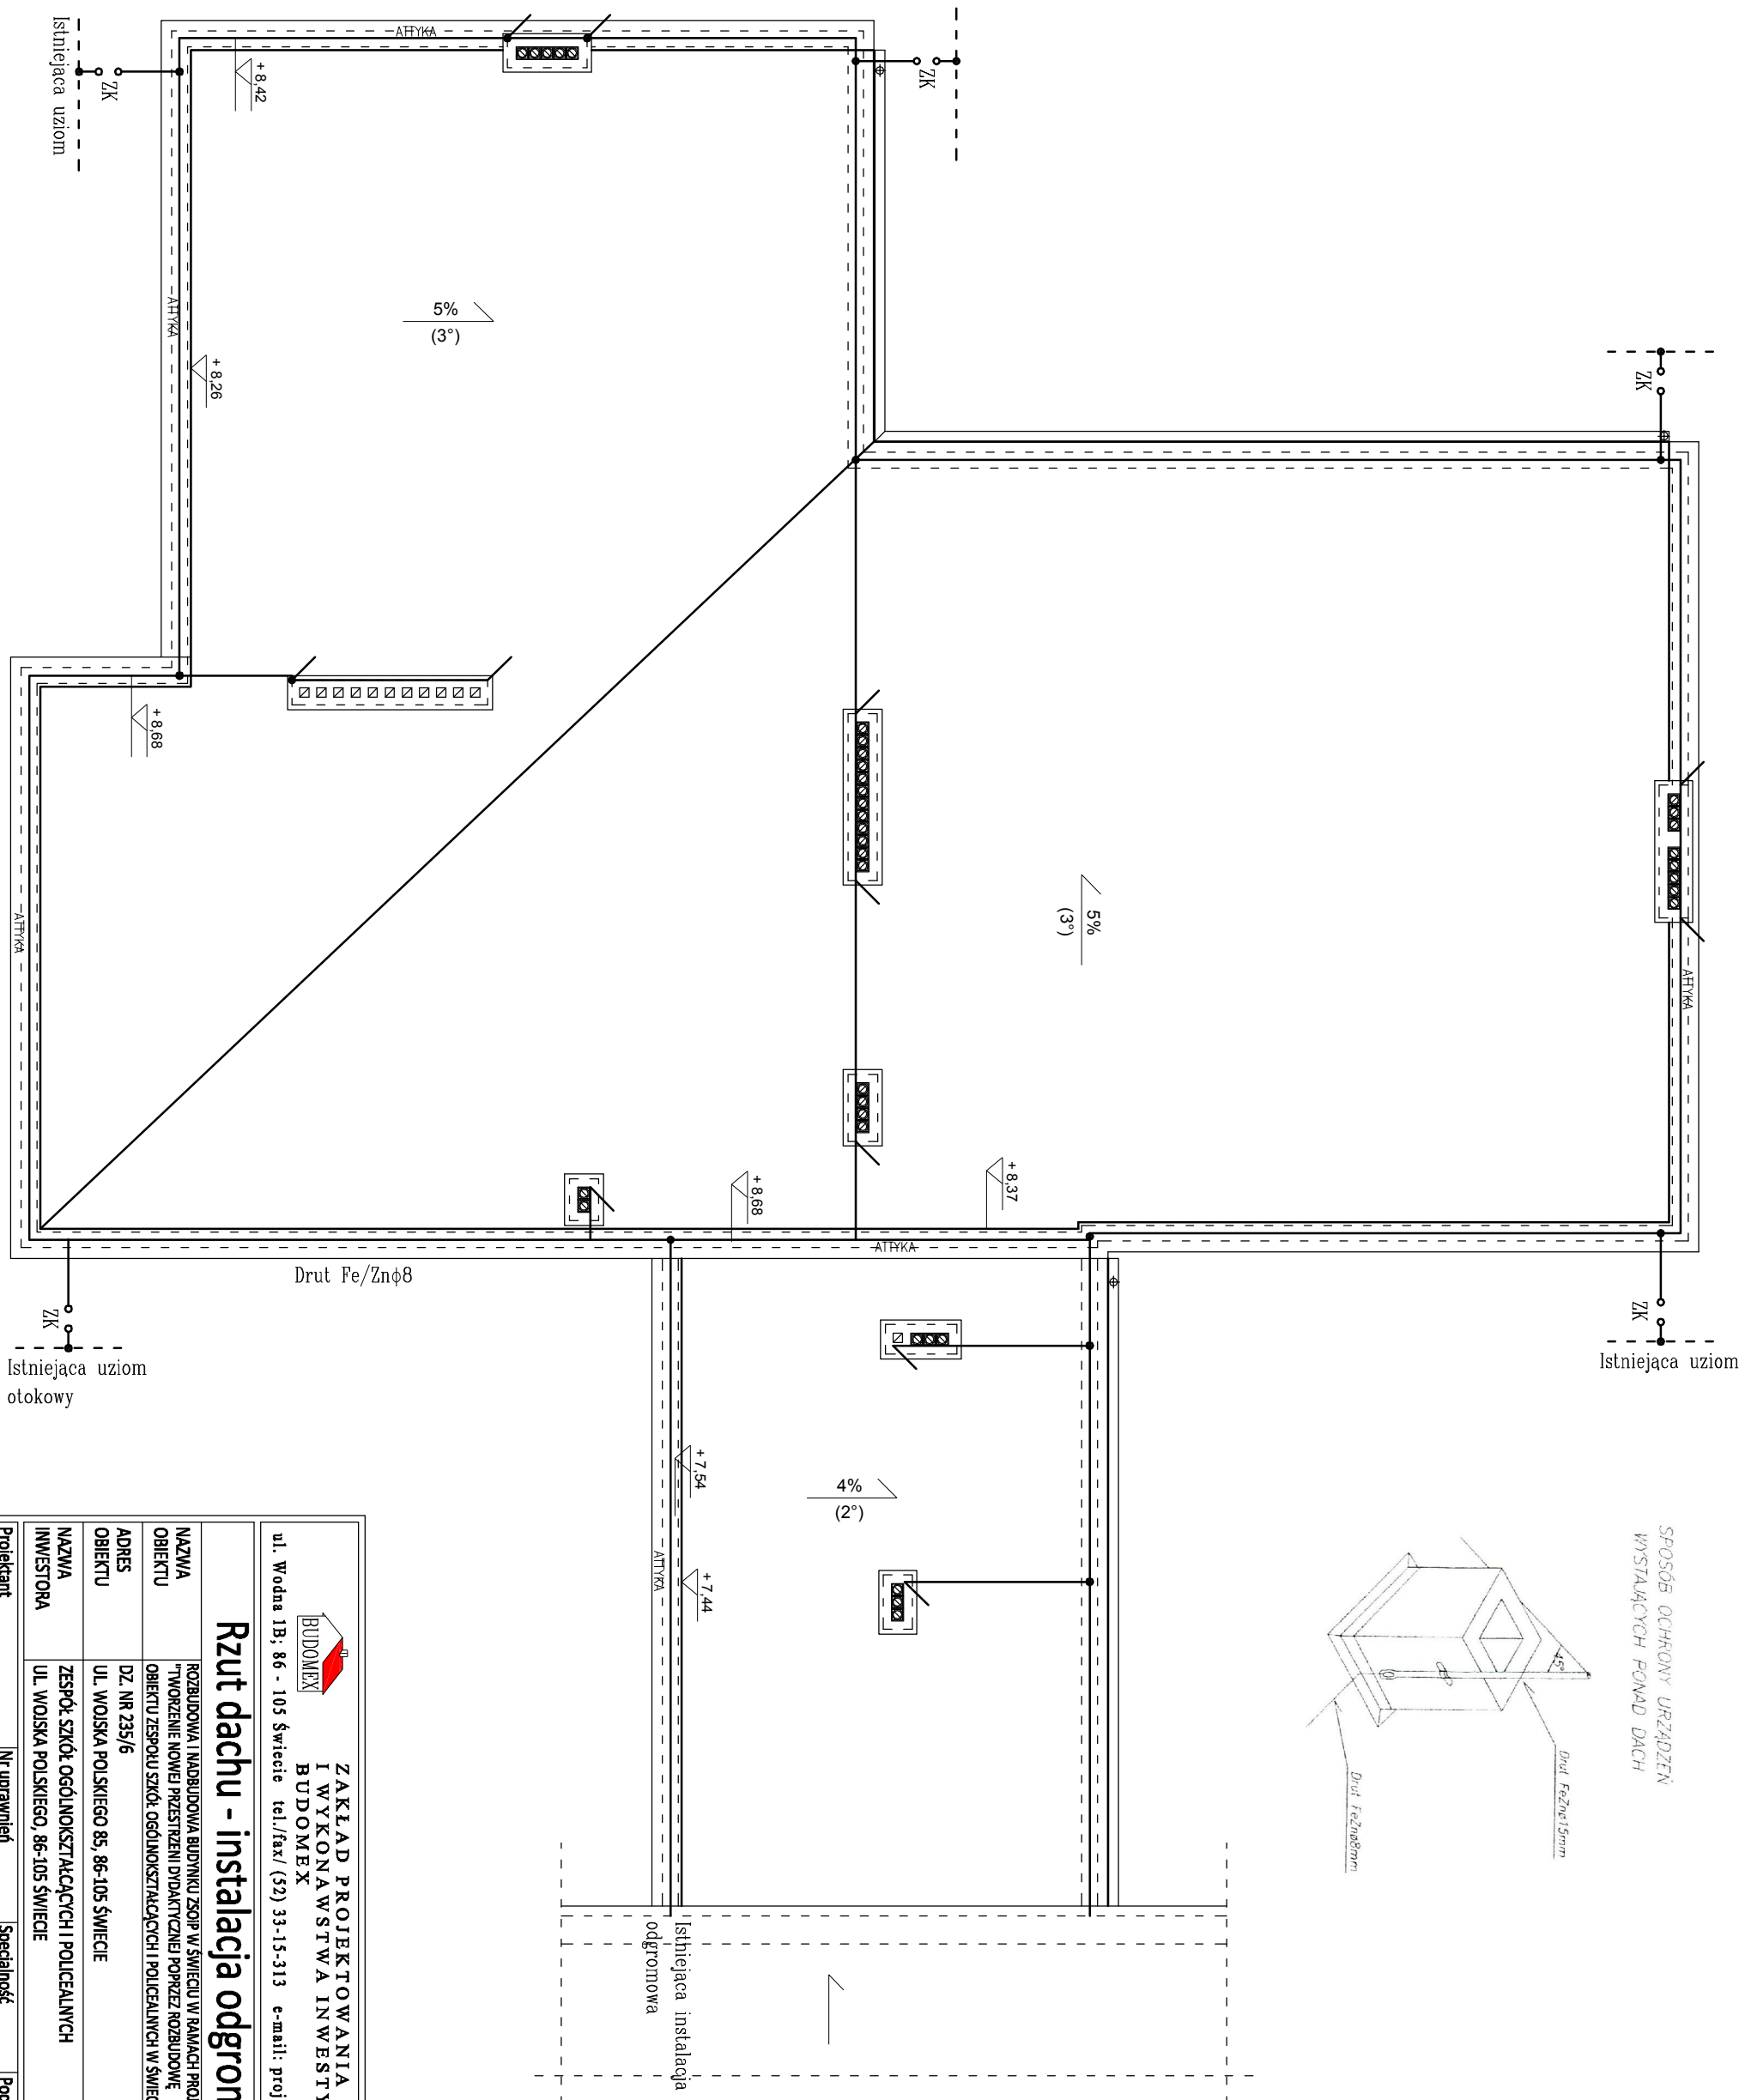 Istniejąca uziom
ZK
ATTYKA
+ 8,42
ZK
5%
(3°)
ATTYKA
+ 8,26
ZK
+ 8,68
ATTYKA
5%
(3°)
ATTYKA
+ 8,68
+ 8,37
ATTYKA
Drut Fe/Znϕ8
ZK
Istniejąca uziom
otokowy
ZK
Istniejąca uziom
+ 7,54
4%
(2°)
ATTYKA
+ 7,44
SPOSÓB OCHRONY URZĄDZEŃ
WYSTAJĄCYCH PONAD DACH
45°
Drut FeZnø15mm
Drut FeZnø8mm
Istniejąca instalacja
odgromowa
BUDOMEX
ZAKŁAD PROJEKTOWANIA
I WYKONAWSTWA INWESTY
BUDOMEX
ul. Wodna 1B; 86 - 105 Świecie tel./fax/ (52) 33-15-313 e-mail: proj
Rzut dachu - instalacja odgrom
NAZWA
OBIEKTU
ROZBUDOWA I NADBUDOWA BUDYNKU ZSOIP W ŚWIECIU W RAMACH PROJ
"TWORZENIE NOWEJ PRZESTRZENI DYDAKTYCZNEJ POPRZEZ ROZBUDOWĘ
OBIEKTU ZESPOŁU SZKÓŁ OGÓLNOKSZTAŁCĄCYCH I POLICEALNYCH W ŚWIEC
ADRES
OBIEKTU
DZ. NR 235/6
UL. WOJSKA POLSKIEGO 85, 86-105 ŚWIECIE
NAZWA
INWESTORA
ZESPÓŁ SZKÓŁ OGÓLNOKSZTAŁCĄCYCH I POLICEALNYCH
UL. WOJSKA POLSKIEGO, 86-105 ŚWIECIE
Projektant
Nr uprawnień
Specjalność
Pod